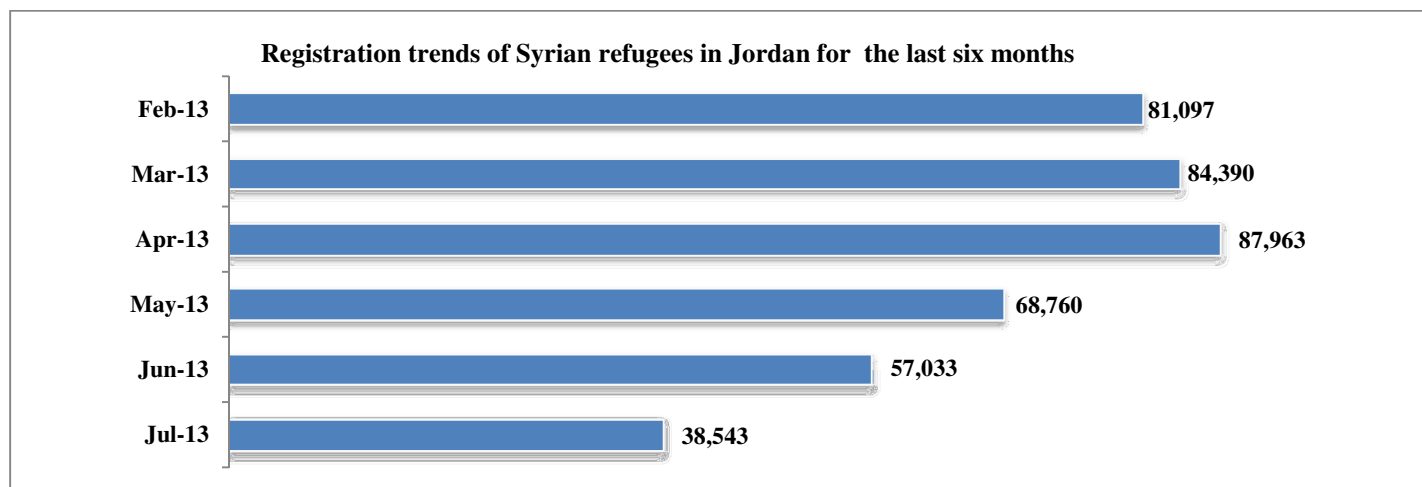 Registration trends of Syrian refugees in Jordan for the last six months
Feb-13 81,097
Mar-13 84,390
Apr-13 87,963
May-13 68,760
Jun-13 57,033
Jul-13 38,543